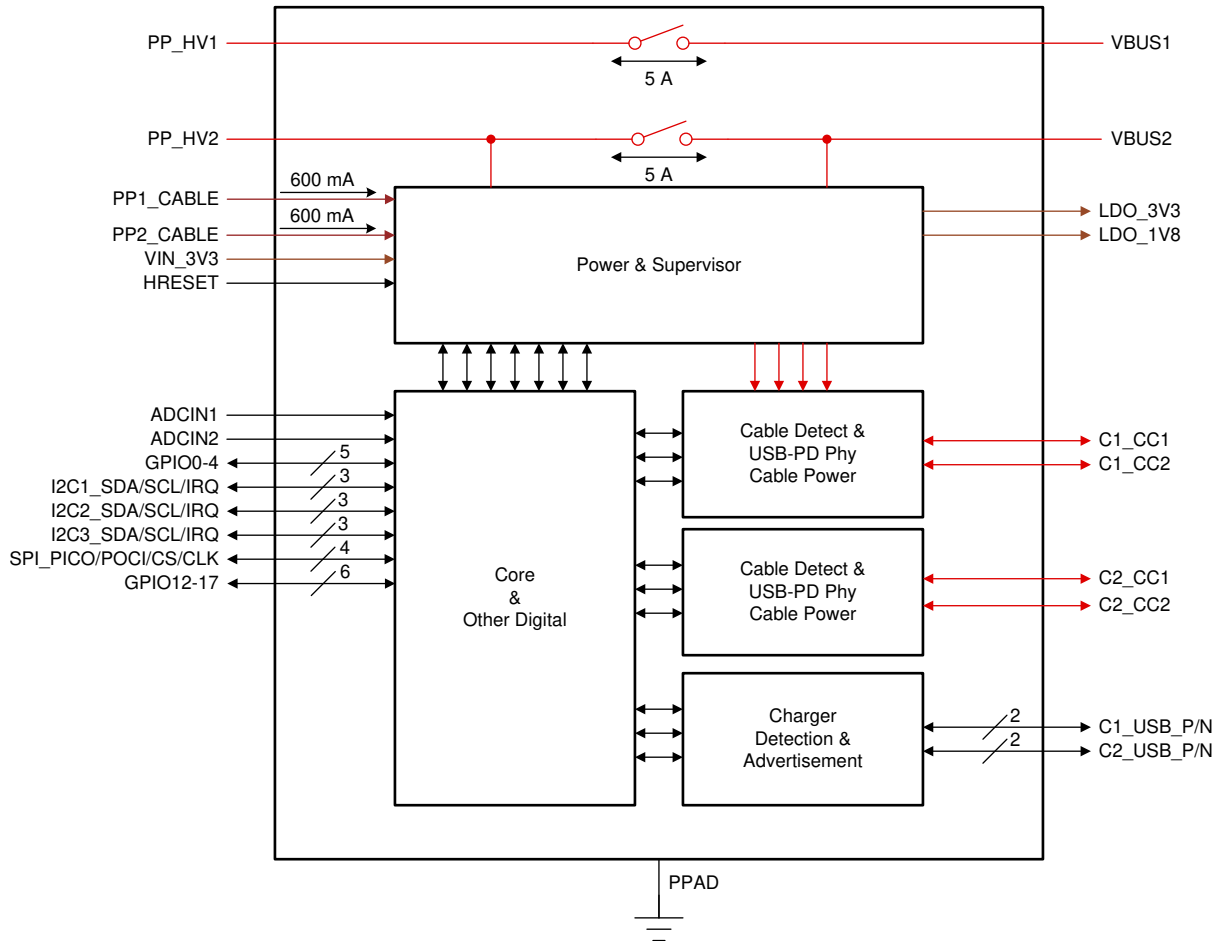 PP_HV1
5 A
VBUS1
PP_HV2
5 A
VBUS2
600 mA
PP1_CABLE
600 mA
PP2_CABLE
VIN_3V3
HRESET
Power & Supervisor
LDO_3V3
LDO_1V8
ADCIN1
ADCIN2
GPIO0-4
5
I2C1_SDA/SCL/IRQ
3
I2C2_SDA/SCL/IRQ
3
I2C3_SDA/SCL/IRQ
3
SPI_PICO/POCI/CS/CLK
4
GPIO12-17
6
Core
&
Other Digital
Cable Detect &
USB-PD Phy
Cable Power
C1_CC1
C1_CC2
Cable Detect &
USB-PD Phy
Cable Power
C2_CC1
C2_CC2
Charger
Detection &
Advertisement
2
C1_USB_P/N
2
C2_USB_P/N
PPAD